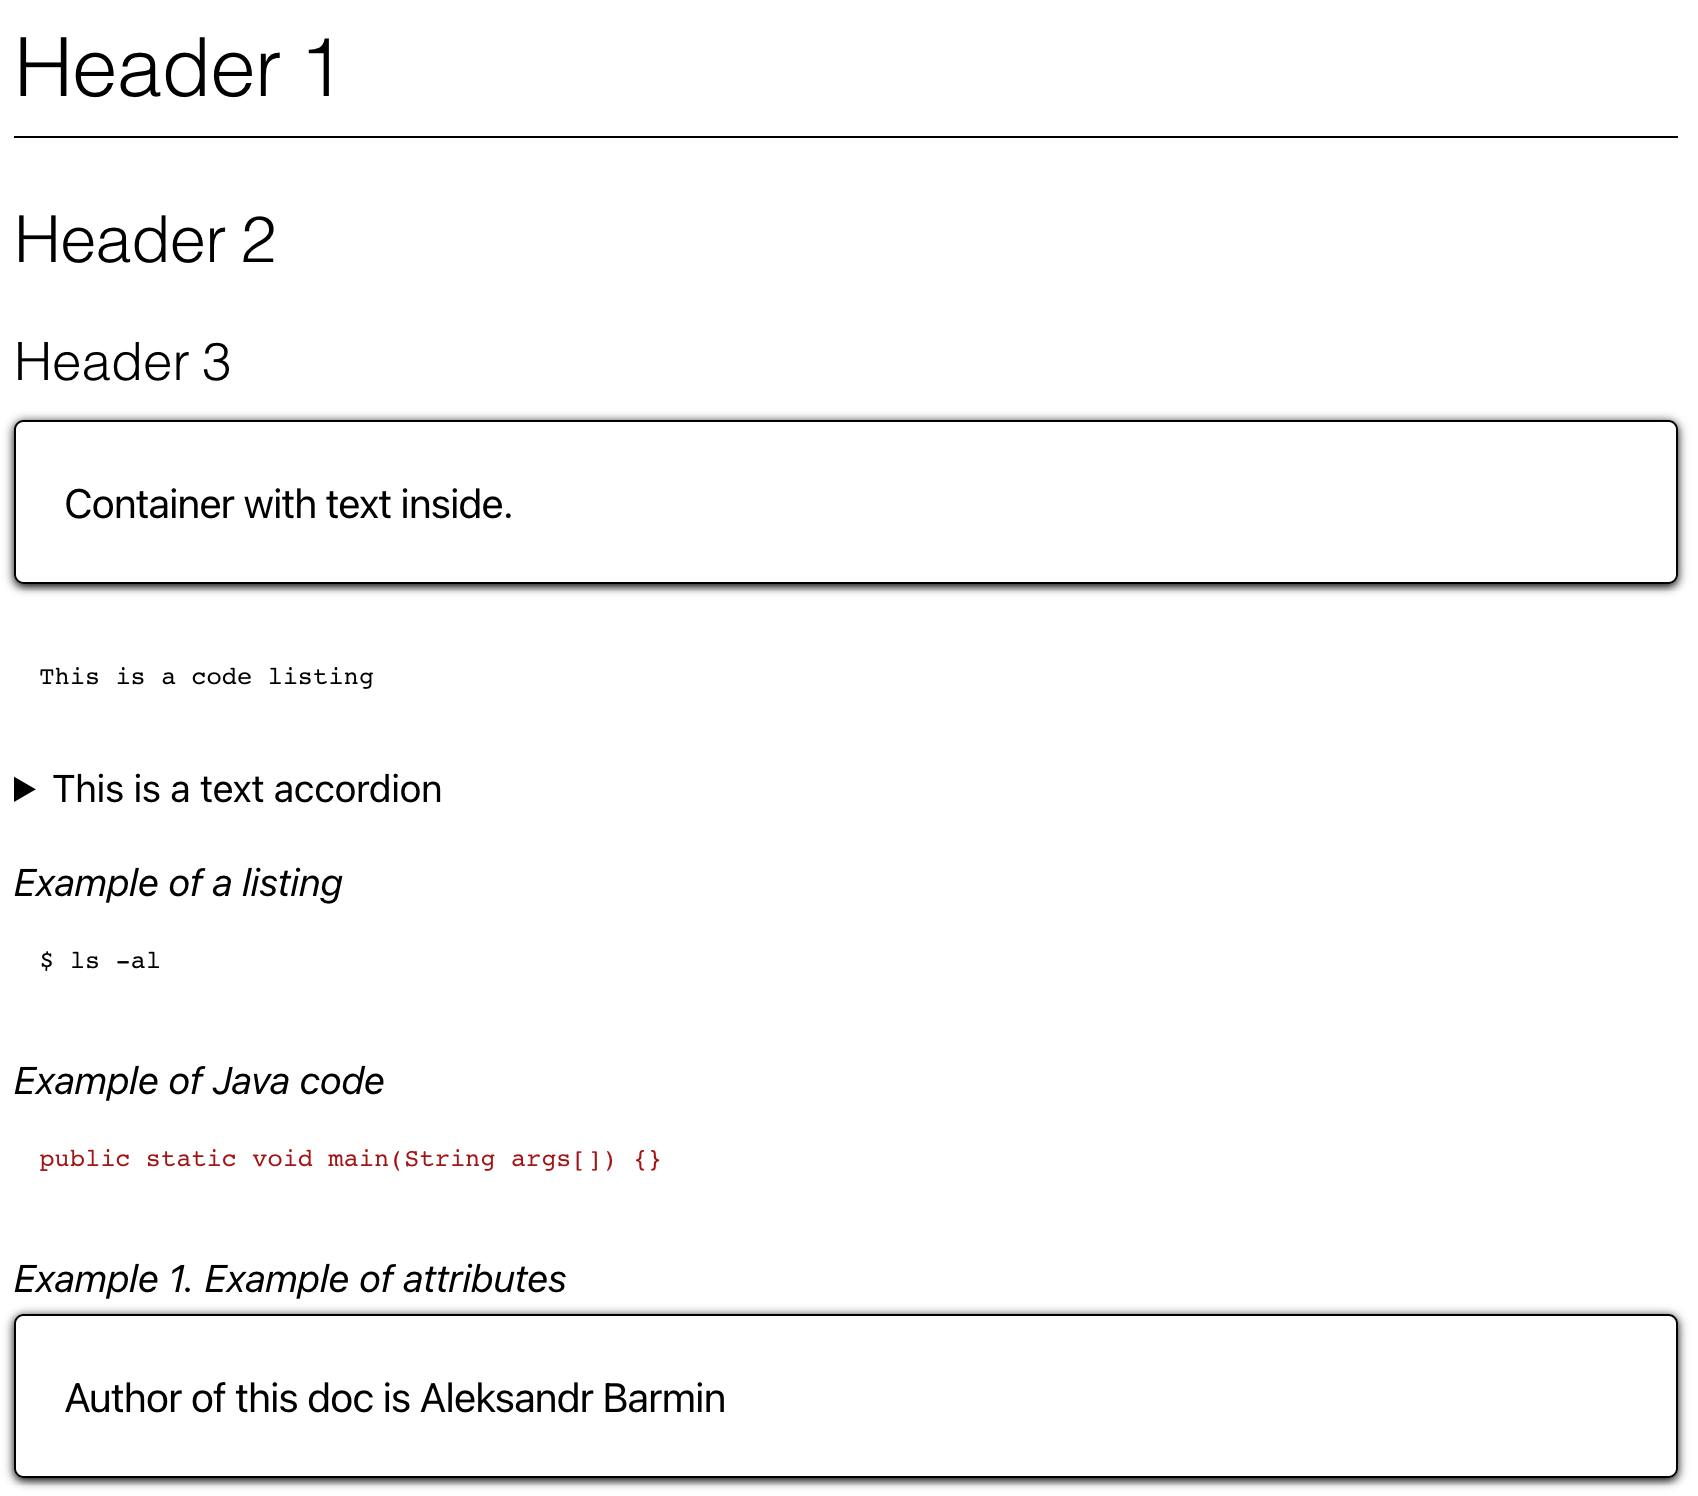 Header 1
Header 2
Header 3
Container with text inside.
This is a code listing
This is a text accordion
Example of a listing
$ ls -al
Example of Java code
public static void main(String args[]) {}
Example 1. Example of attributes
Author of this doc is Aleksandr Barmin